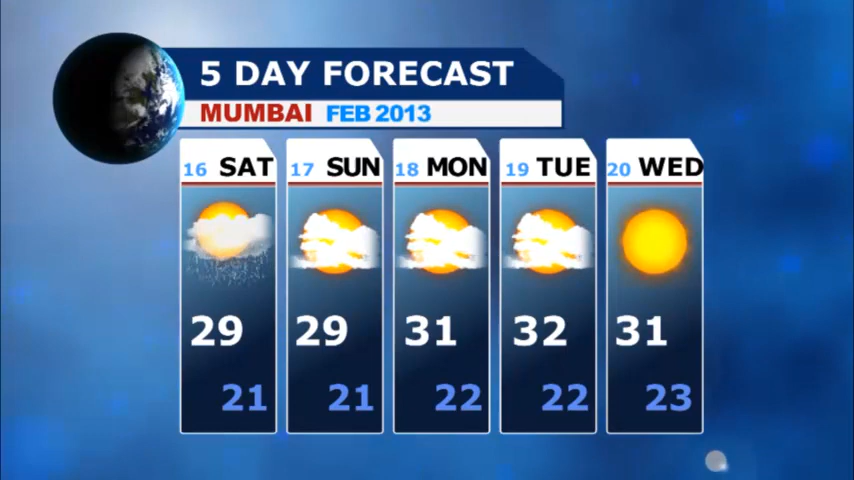 5 DAY FORECAST
MUMBAI FEB 2013
16 SAT 17 SUN 18 MON 19 TUE 20 WED
29 29 31 32 31
21 21 22 22 23